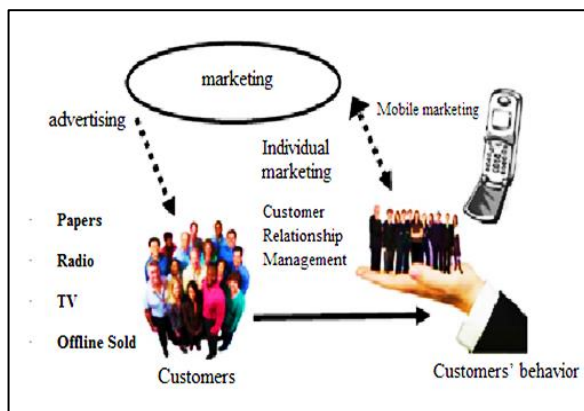 marketing
advertising
Mobile marketing
Individual
marketing
Customer
Relationship
Management
Papers
Radio
TV
Offline Sold
Customers
Customers' behavior